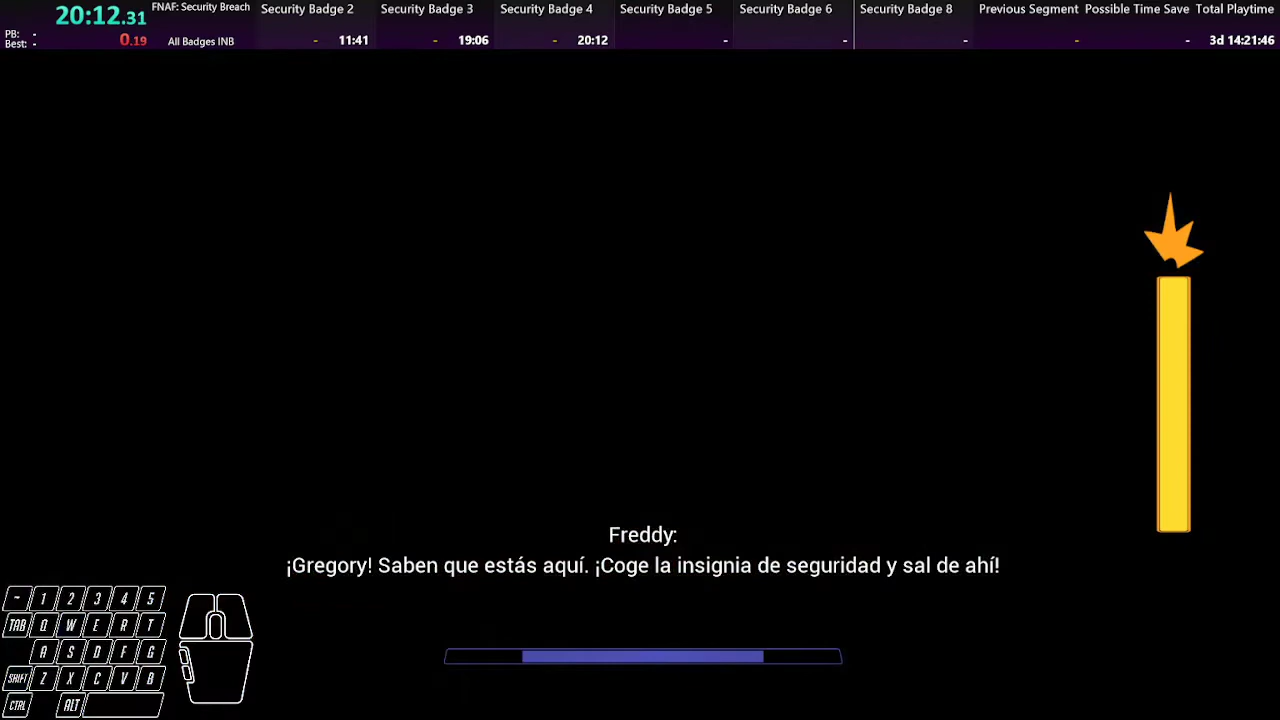 20:12.31
PB: -
Best: -
0.19
FNAF: Security Breach
All Badges INB
Security Badge 2
- 11:41
Security Badge 3
- 19:06
Security Badge 4
- 20:12
Security Badge 5
-
Security Badge 6
-
Security Badge 8
-
Previous Segment
-
Possible Time Save
-
Total Playtime
3d 14:21:46
Freddy:
¡Gregory! Saben que estás aquí. ¡Coge la insignia de seguridad y sal de ahí!
~ 1 2 3 4 5
TAB Q W E R T
A S D F G
SHIFT Z X C V B
CTRL ALT